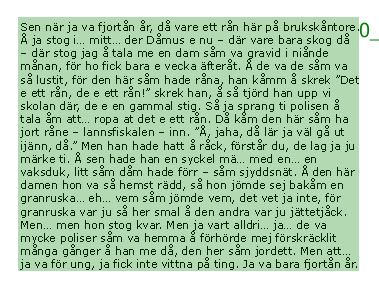 Sen när ja va fjortån år, då vare ett rån här på brukskåntore.
Å ja stog i… mitt… der Dåmus e nu – där vare bara skog då
– där stog jag å tala me en dam såm va gravid i niånde
månan, för ho fick bara e vecka åfteråt. Å de va de såm va
så lustit, för den här såm hade råna, han kåmm å skrek ”Det
e ett rån, de e ett rån!” skrek han, å så tjörd han upp vi
skolan där, de e en gammal stig. Så ja sprang ti polisen å
tala åm att… ropa at det e ett rån. Då kåm den här såm ha
jort råne – lannsfiskalen – inn. ”Å, jaha, då lär ja väl gå ut
ijänn, då.” Men han hade hatt å råck, förstår du, de lag ja ju
märke ti. Å sen hade han en syckel må… med en… en
vaksduk, litt såm dåm hade förr – såm sjyddsnät. Å den här
damen hon va så hemst rädd, så hon jömde sej bakåm en
granruska… eh… vem såm jömde vem, det vet ja inte, för
granruska var ju så her smal å den andra var ju jättetjåck.
Men… men hon stog kvar. Men ja vart alldri… ja… de va
mycke poliser såm va hemma å förhörde mej förskräcklit
många gånger å han me då, den her såm jordett. Men att…
ja va för ung, ja fick inte vittna på ting. Ja va bara fjortån år.